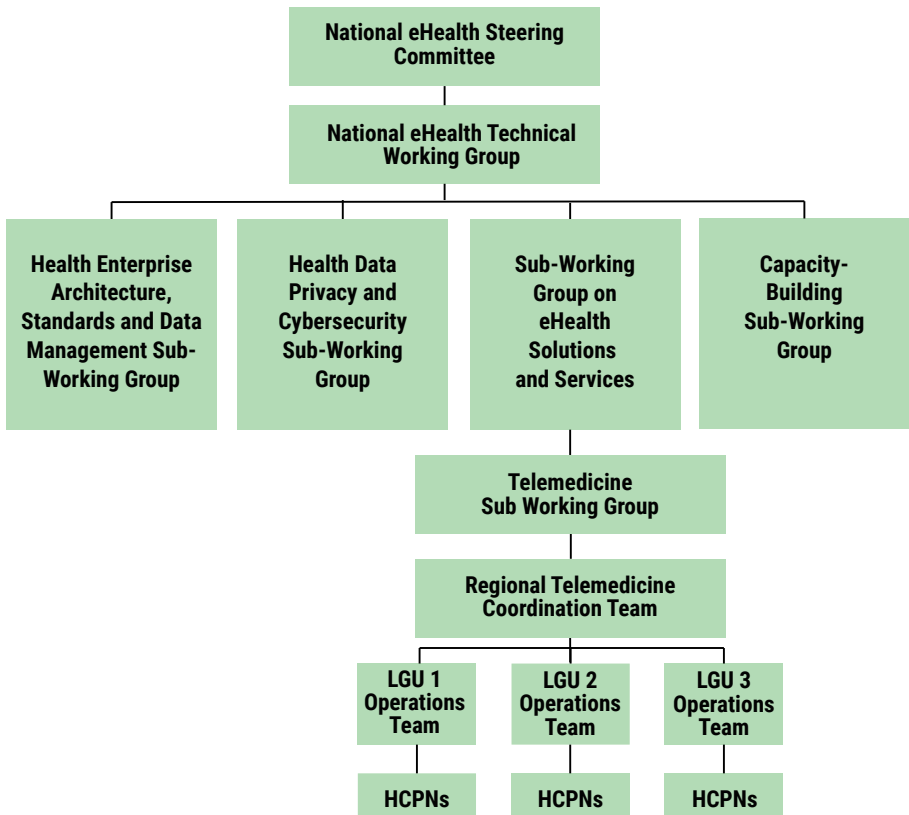 National eHealth Steering
Committee
National eHealth Technical
Working Group
Health Enterprise
Architecture,
Standards and Data
Management Sub-
Working Group
Health Data
Privacy and
Cybersecurity
Sub-Working
Group
Sub-Working
Group on
eHealth
Solutions
and Services
Capacity-
Building
Sub-Working
Group
Telemedicine
Sub Working Group
Regional Telemedicine
Coordination Team
LGU 1
Operations
Team
LGU 2
Operations
Team
LGU 3
Operations
Team
HCPNs
HCPNs
HCPNs